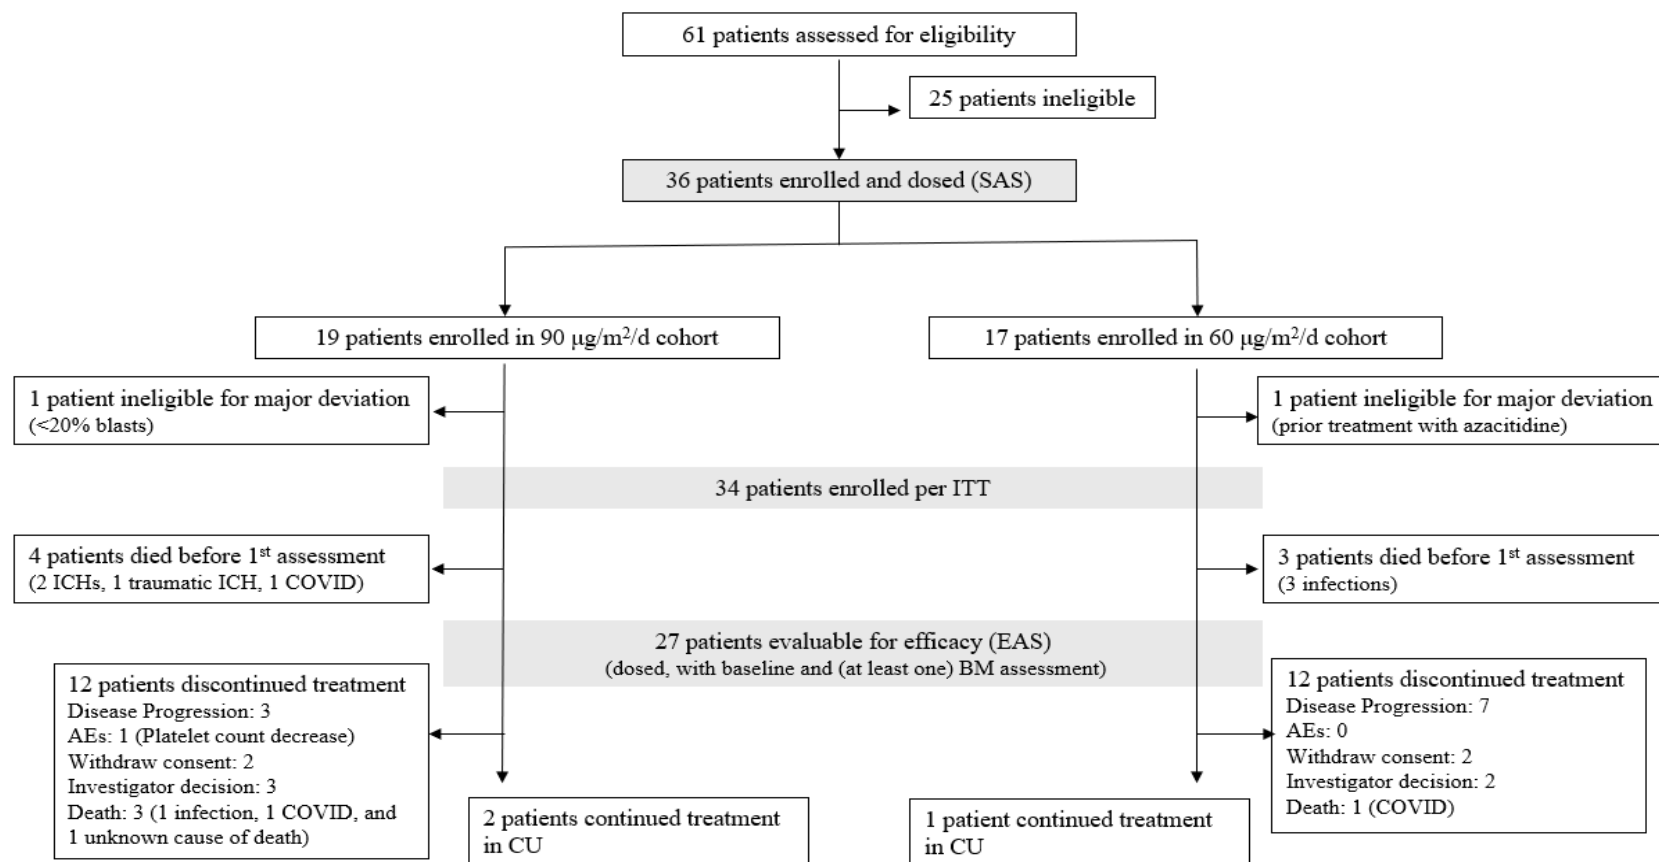 61 patients assessed for eligibility
25 patients ineligible
36 patients enrolled and dosed (SAS)
19 patients enrolled in 90 μg/m²/d cohort
17 patients enrolled in 60 μg/m²/d cohort
1 patient ineligible for major deviation
(<20% blasts)
1 patient ineligible for major deviation
(prior treatment with azacitidine)
34 patients enrolled per ITT
4 patients died before 1st assessment
(2 ICHs, 1 traumatic ICH, 1 COVID)
3 patients died before 1st assessment
(3 infections)
27 patients evaluable for efficacy (EAS)
(dosed, with baseline and (at least one) BM assessment)
12 patients discontinued treatment
Disease Progression: 3
AEs: 1 (Platelet count decrease)
Withdraw consent: 2
Investigator decision: 3
Death: 3 (1 infection, 1 COVID, and
1 unknown cause of death)
12 patients discontinued treatment
Disease Progression: 7
AEs: 0
Withdraw consent: 2
Investigator decision: 2
Death: 1 (COVID)
2 patients continued treatment
in CU
1 patient continued treatment
in CU